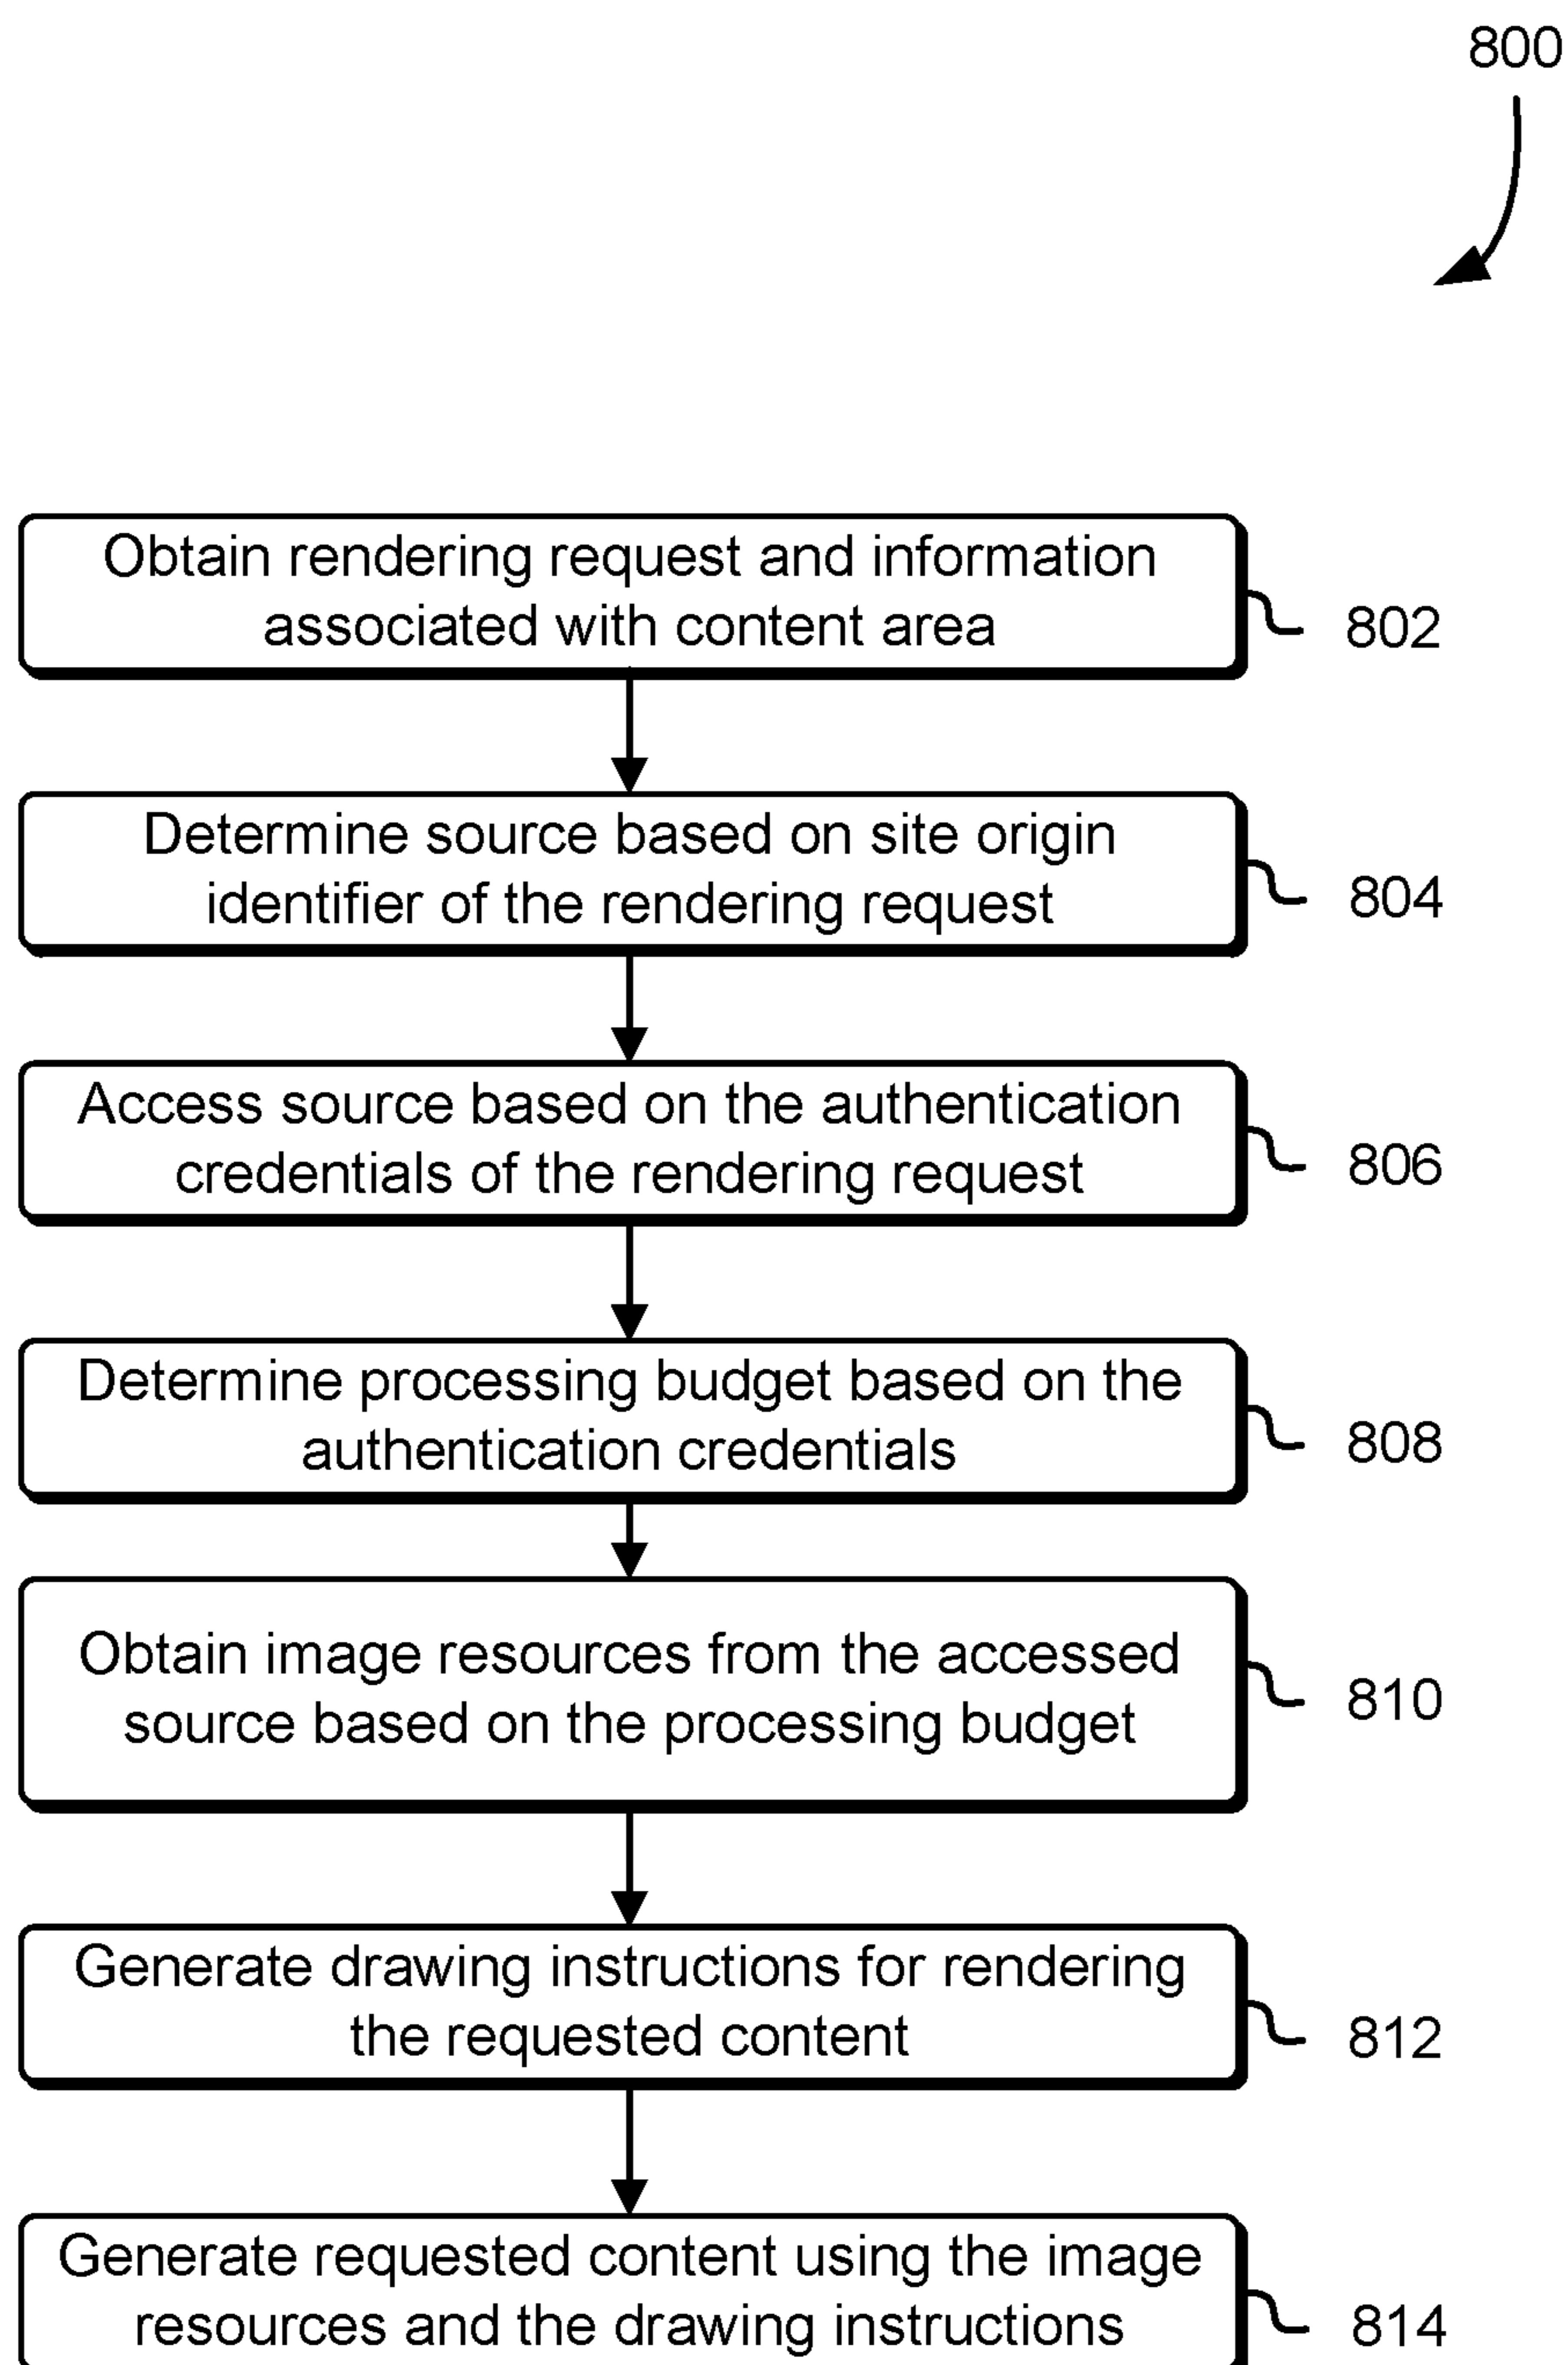 800
Obtain rendering request and information
associated with content area
802
Determine source based on site origin
identifier of the rendering request
804
Access source based on the authentication
credentials of the rendering request
806
Determine processing budget based on the
authentication credentials
808
Obtain image resources from the accessed
source based on the processing budget
810
Generate drawing instructions for rendering
the requested content
812
Generate requested content using the image
resources and the drawing instructions
814